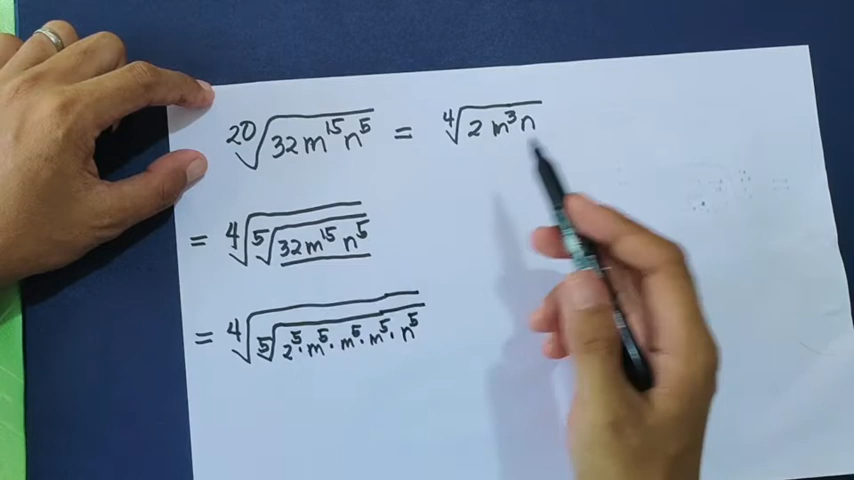 ²⁰√32m¹⁵n⁵ = ⁴√2m³n
= ⁴√⁵√32m¹⁵n⁵
= ⁴√⁵√2⁵·m⁵·m⁵·m⁵·n⁵